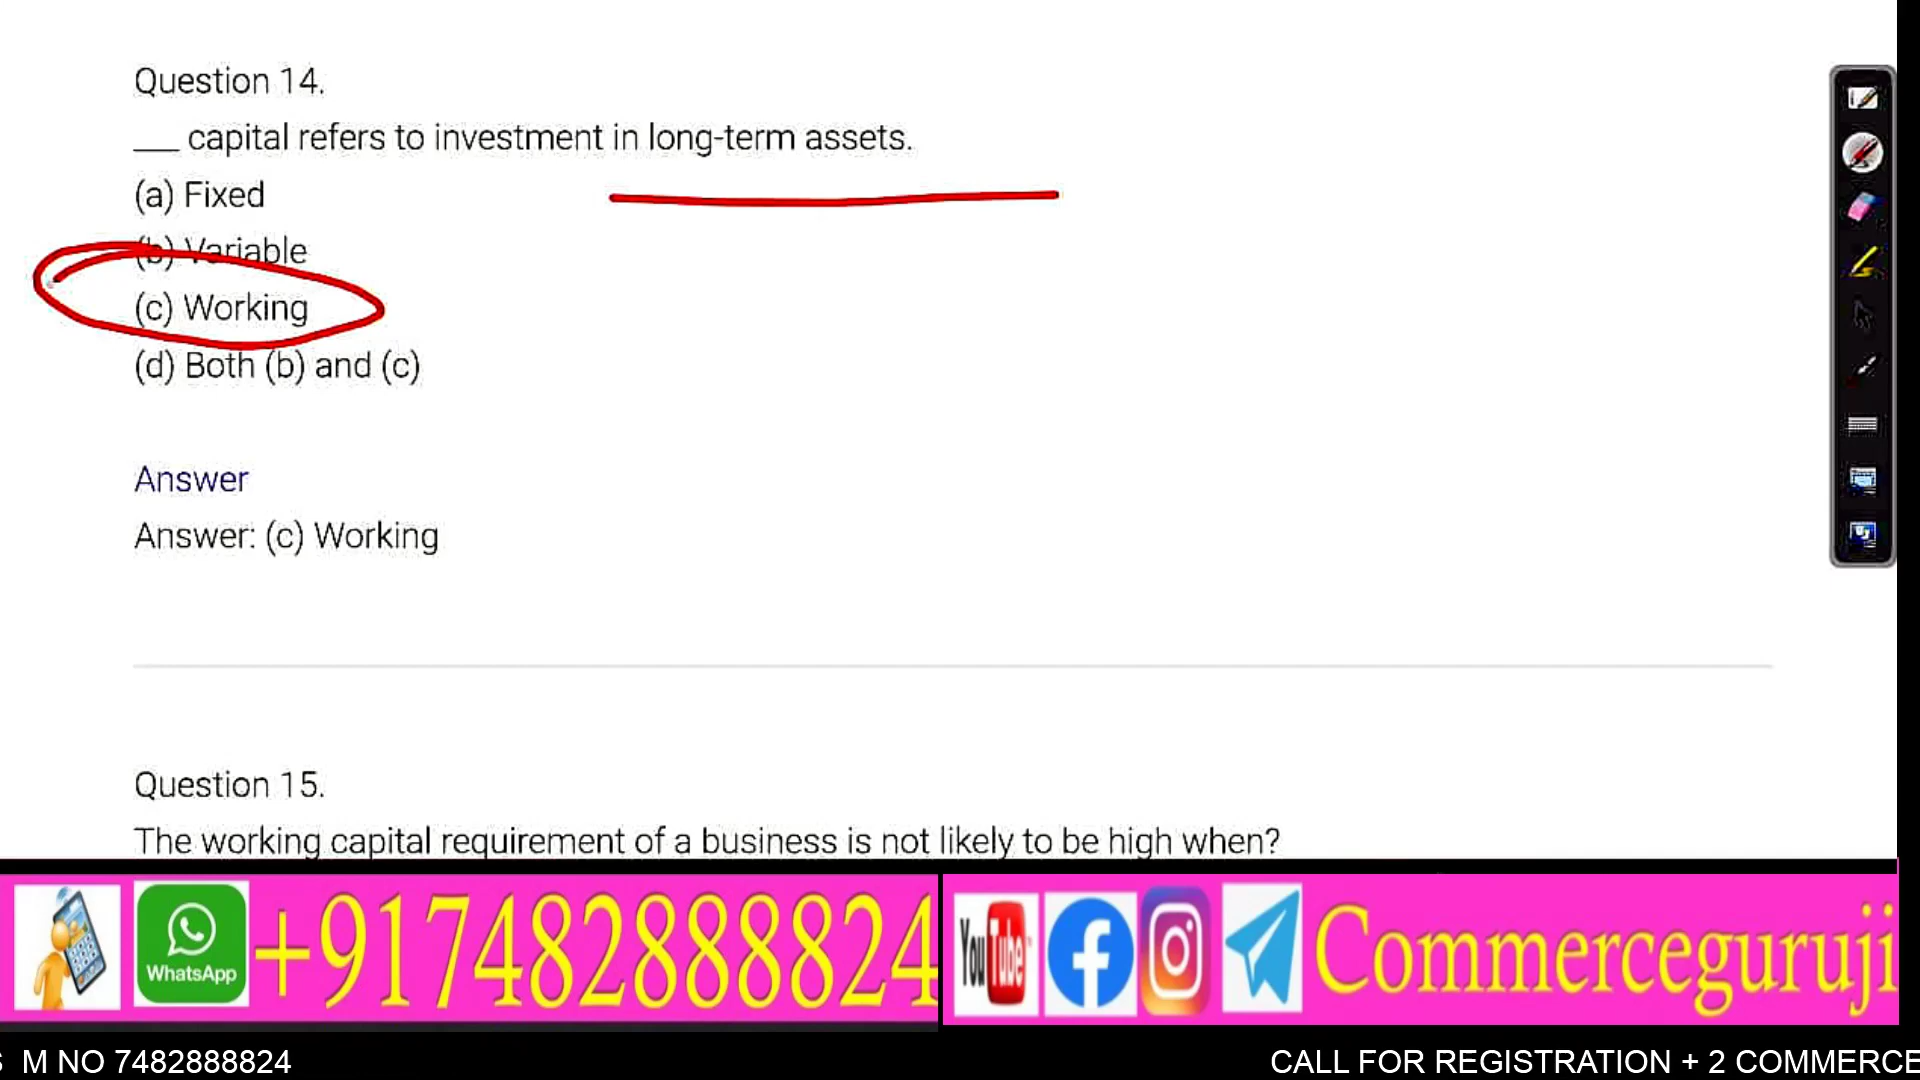 Question 14.
___ capital refers to investment in long-term assets.
(a) Fixed
(b) Variable
(c) Working
(d) Both (b) and (c)
Answer
Answer: (c) Working
Question 15.
The working capital requirement of a business is not likely to be high when?
WhatsApp
+917482888824
YouTube
Commerceguruji
S M NO 7482888824
CALL FOR REGISTRATION + 2 COMMERCE